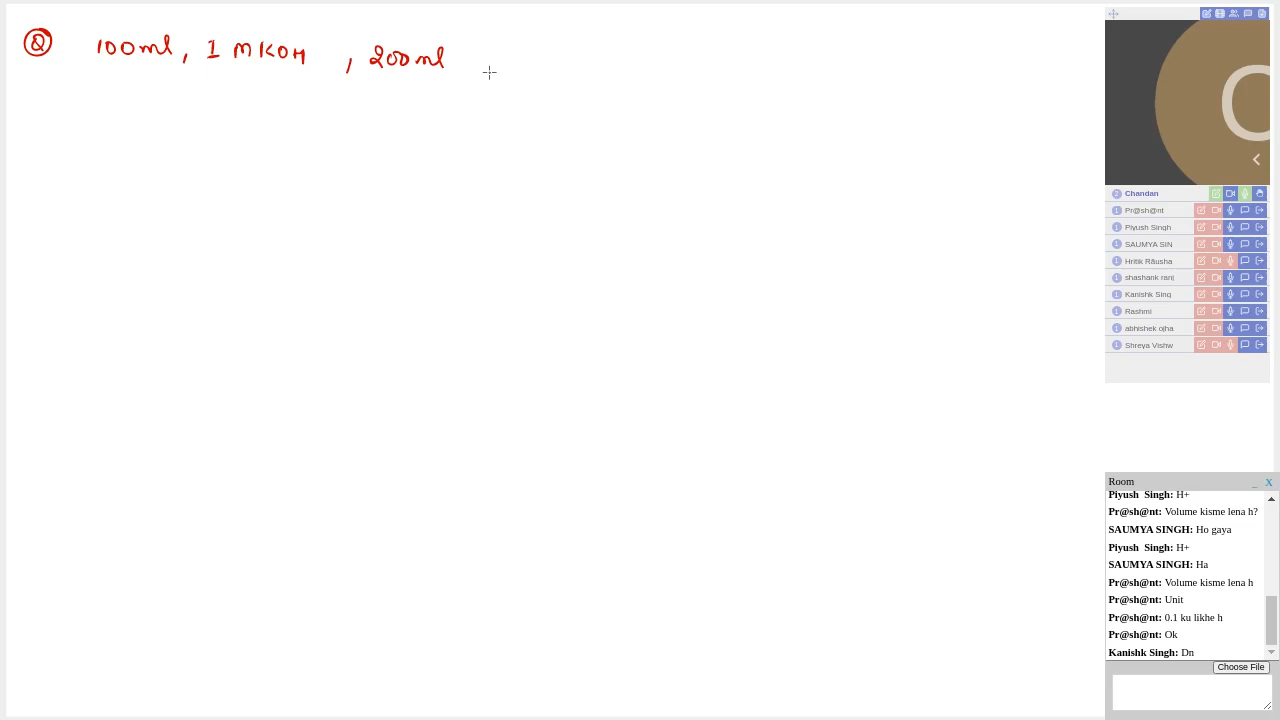 Q 100ml, 1 M KOH , 200ml
Chandan
Pr@sh@nt
Piyush Singh
SAUMYA SIN
Hritik Räusha
shashank ranj
Kanishk Sing
Rashmi
abhishek ojha
Shreya Vishw
Room _ X
Piyush Singh: H+
Pr@sh@nt: Volume kisme lena h?
SAUMYA SINGH: Ho gaya
Piyush Singh: H+
SAUMYA SINGH: Ha
Pr@sh@nt: Volume kisme lena h
Pr@sh@nt: Unit
Pr@sh@nt: 0.1 ku likhe h
Pr@sh@nt: Ok
Kanishk Singh: Dn
Choose File